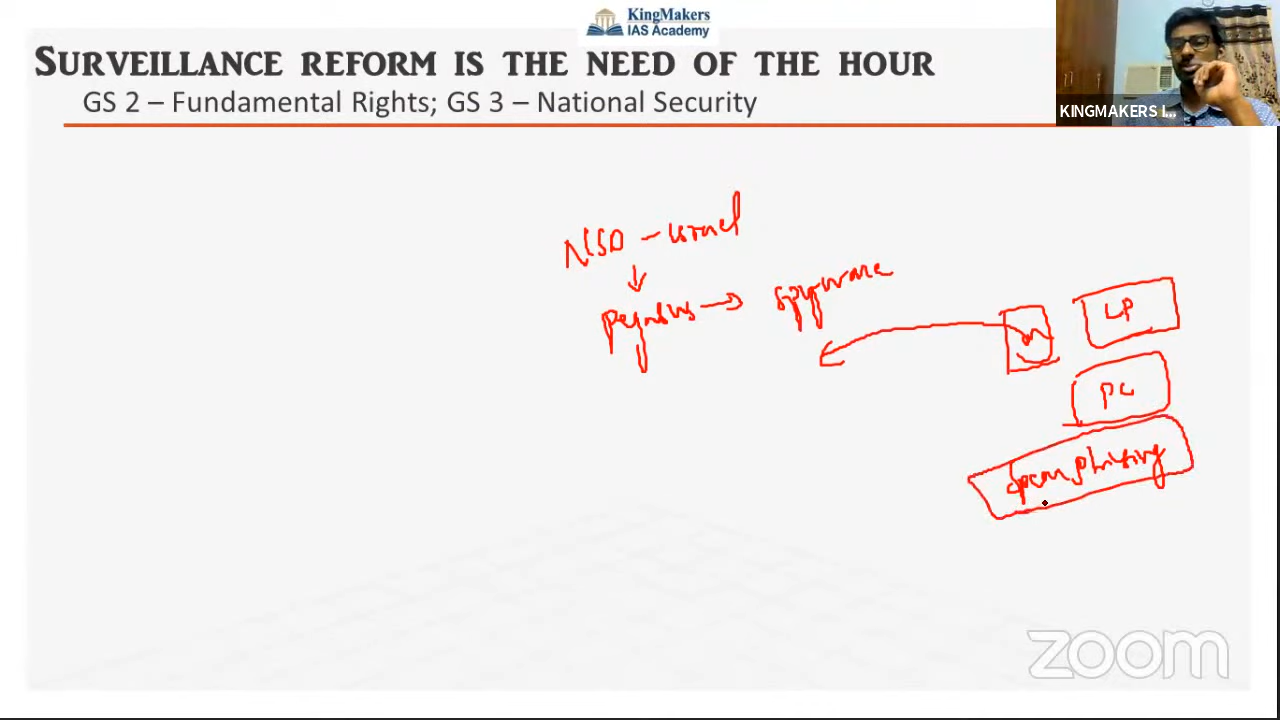 KingMakers
IAS Academy
SURVEILLANCE REFORM IS THE NEED OF THE HOUR
GS 2 – Fundamental Rights; GS 3 – National Security
KINGMAKERS I...
NSO – israel
pegasus → spyware
M
LP
PC
spear phishing
zoom